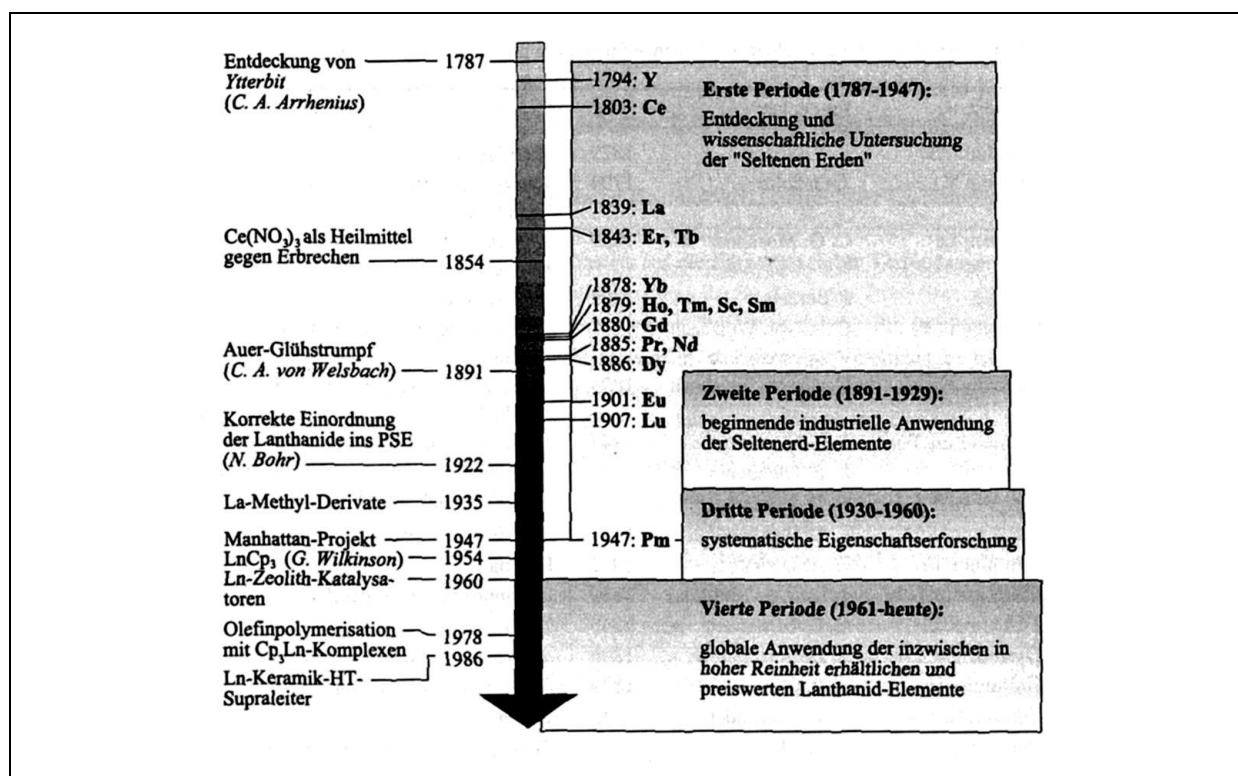 Entdeckung von
Ytterbit
(C. A. Arrhenius)
1787
Ce(NO3)3 als Heilmittel
gegen Erbrechen
1854
Auer-Glühstrumpf
(C. A. von Welsbach)
1891
Korrekte Einordnung
der Lanthanide ins PSE
(N. Bohr)
1922
La-Methyl-Derivate
1935
Manhattan-Projekt
1947
LnCp3 (G. Wilkinson)
1954
Ln-Zeolith-Katalysa-
toren
1960
Olefinpolymerisation
mit Cp3Ln-Komplexen
1978
Ln-Keramik-HT-
Supraleiter
1986
1794: Y
1803: Ce
1839: La
1843: Er, Tb
1878: Yb
1879: Ho, Tm, Sc, Sm
1880: Gd
1885: Pr, Nd
1886: Dy
1901: Eu
1907: Lu
1947: Pm
Erste Periode (1787-1947):
Entdeckung und
wissenschaftliche Untersuchung
der "Seltenen Erden"
Zweite Periode (1891-1929):
beginnende industrielle Anwendung
der Seltenerd-Elemente
Dritte Periode (1930-1960):
systematische Eigenschaftserforschung
Vierte Periode (1961-heute):
globale Anwendung der inzwischen in
hoher Reinheit erhältlichen und
preiswerten Lanthanid-Elemente